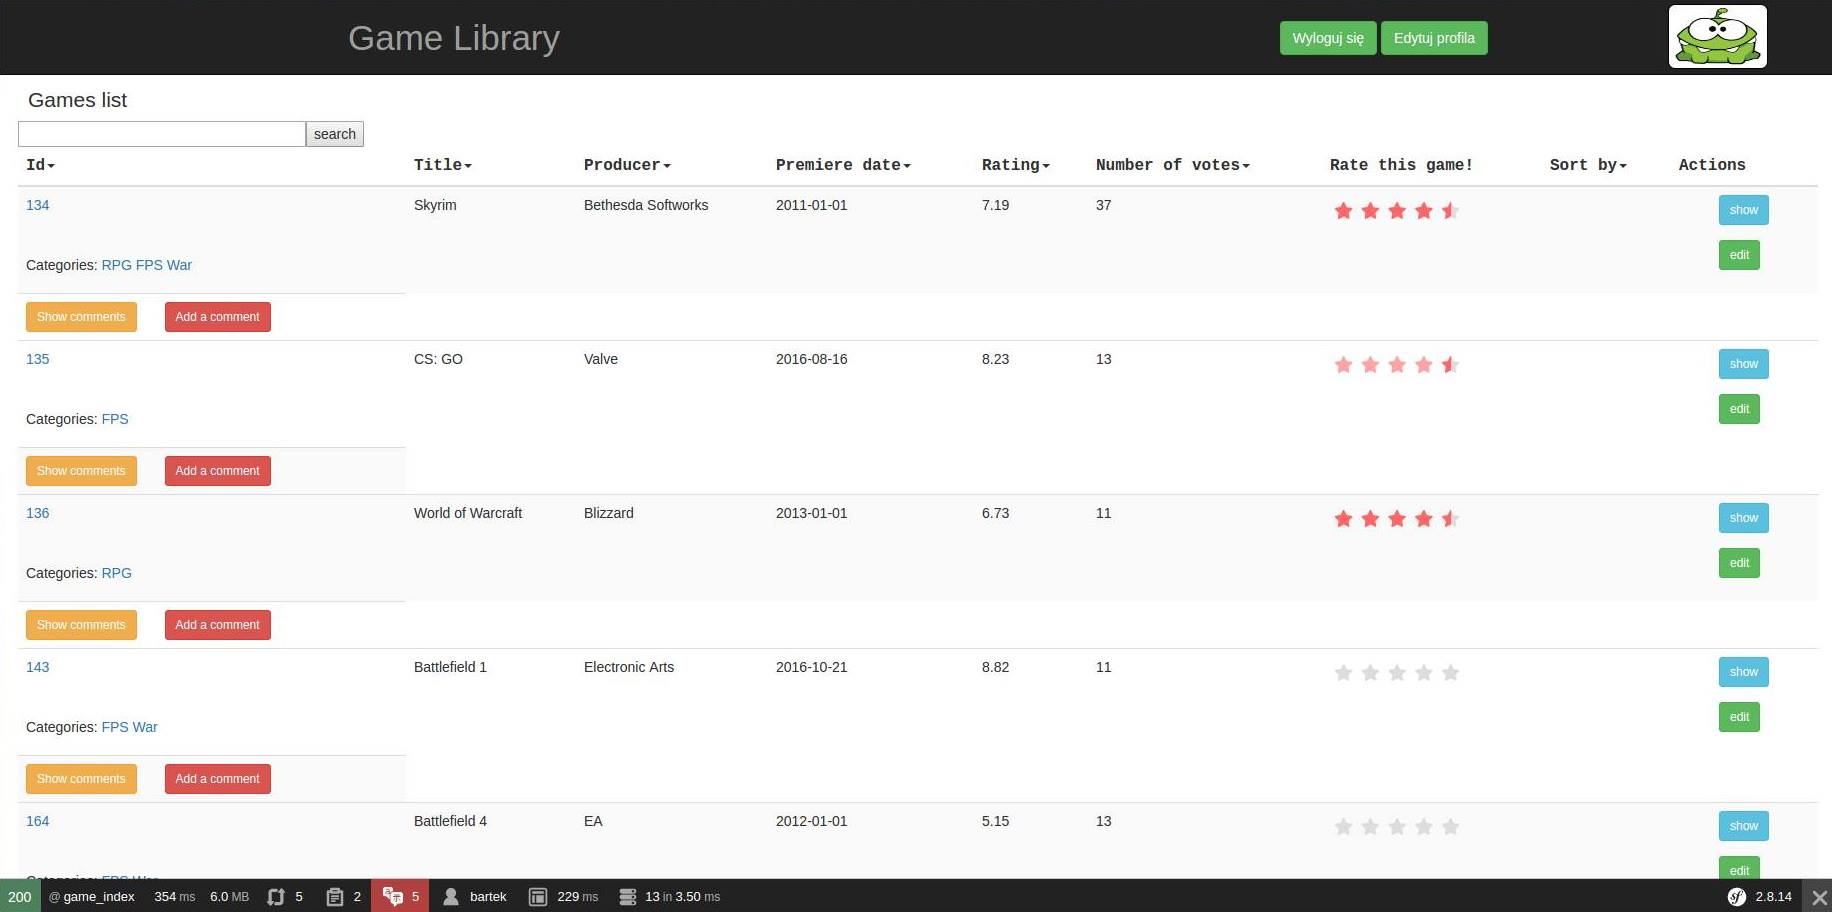 Game Library Wyloguj się Edytuj profila
Games list
search
Id Title Producer Premiere date Rating Number of votes Rate this game! Sort by Actions
134 Skyrim Bethesda Softworks 2011-01-01 7.19 37 show
edit
Categories: RPG FPS War
Show comments Add a comment
135 CS: GO Valve 2016-08-16 8.23 13 show
edit
Categories: FPS
Show comments Add a comment
136 World of Warcraft Blizzard 2013-01-01 6.73 11 show
edit
Categories: RPG
Show comments Add a comment
143 Battlefield 1 Electronic Arts 2016-10-21 8.82 11 show
edit
Categories: FPS War
Show comments Add a comment
164 Battlefield 4 EA 2012-01-01 5.15 13 show
edit
Categories: FPS War
200 @ game_index 354 ms 6.0 MB 5 2 5 bartek 229 ms 13 in 3.50 ms sf 2.8.14